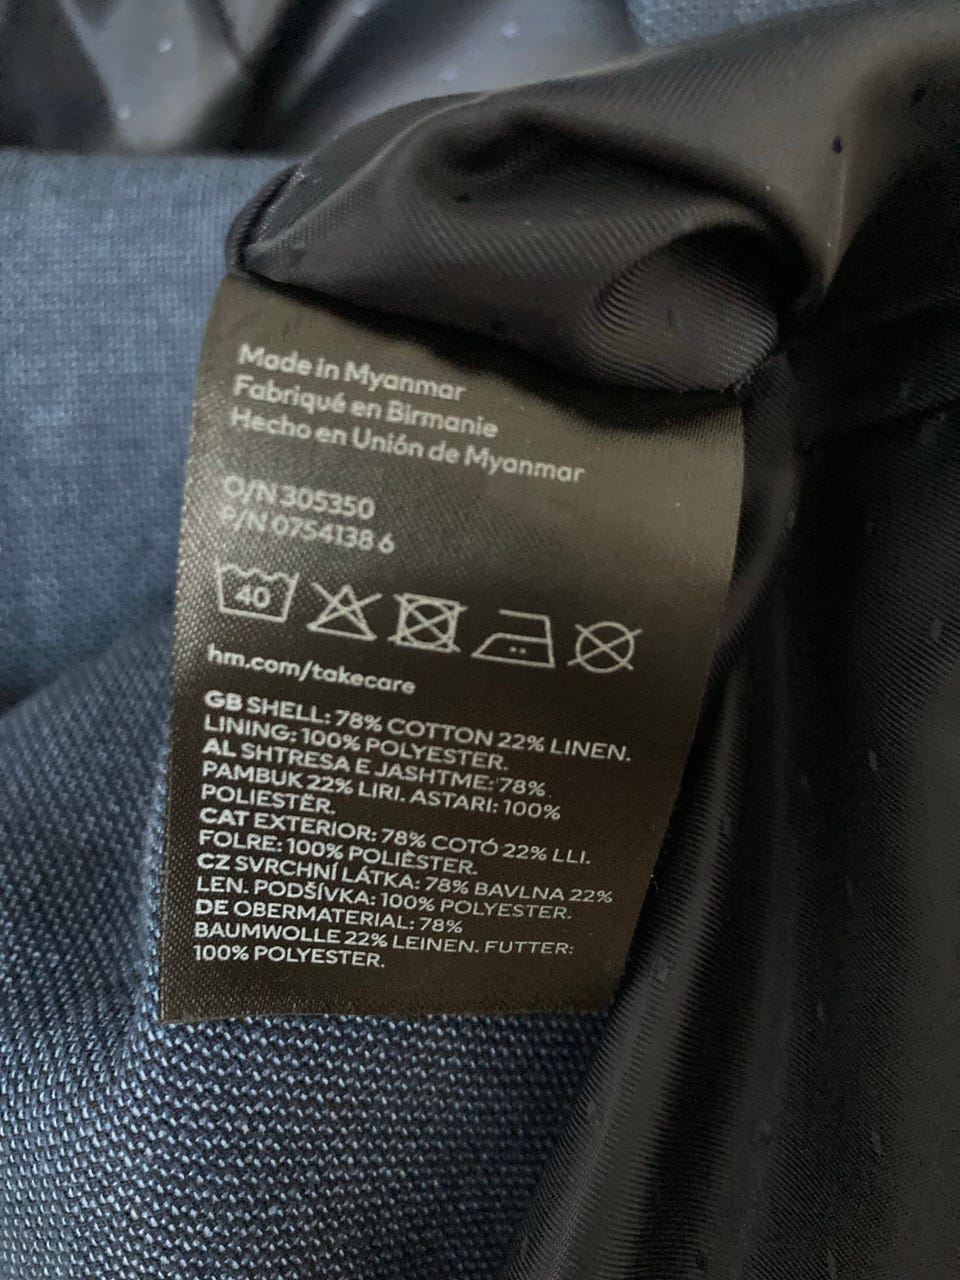 Made in Myanmar
Fabriqué en Birmanie
Hecho en Unión de Myanmar
O/N 305350
P/N 0754138 6
40
hm.com/takecare
GB SHELL: 78% COTTON 22% LINEN.
LINING: 100% POLYESTER.
AL SHTRESA E JASHTME: 78%
PAMBUK 22% LIRI. ASTARI: 100%
POLIESTËR.
CAT EXTERIOR: 78% COTÓ 22% LLI.
FOLRE: 100% POLIÈSTER.
CZ SVRCHNÍ LÁTKA: 78% BAVLNA 22%
LEN. PODŠÍVKA: 100% POLYESTER.
DE OBERMATERIAL: 78%
BAUMWOLLE 22% LEINEN. FUTTER:
100% POLYESTER.